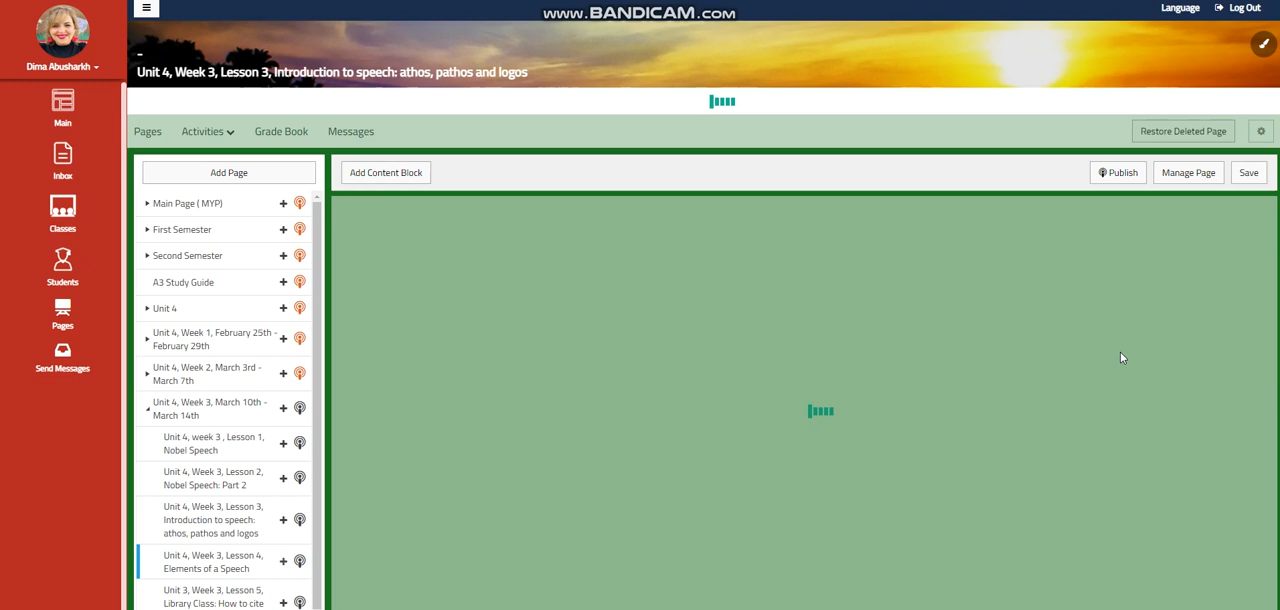 www.BANDICAM.com
Language
Log Out
Dima Abusharkh
-
Unit 4, Week 3, Lesson 3, Introduction to speech: athos, pathos and logos
Main
Inbox
Classes
Students
Pages
Send Messages
Pages
Activities
Grade Book
Messages
Restore Deleted Page
Add Page
Add Content Block
Publish
Manage Page
Save
Main Page ( MYP)
First Semester
Second Semester
A3 Study Guide
Unit 4
Unit 4, Week 1, February 25th -
February 29th
Unit 4, Week 2, March 3rd -
March 7th
Unit 4, Week 3, March 10th -
March 14th
Unit 4, week 3 , Lesson 1,
Nobel Speech
Unit 4, Week 3, Lesson 2,
Nobel Speech: Part 2
Unit 4, Week 3, Lesson 3,
Introduction to speech:
athos, pathos and logos
Unit 4, Week 3, Lesson 4,
Elements of a Speech
Unit 3, Week 3, Lesson 5,
Library Class: How to cite